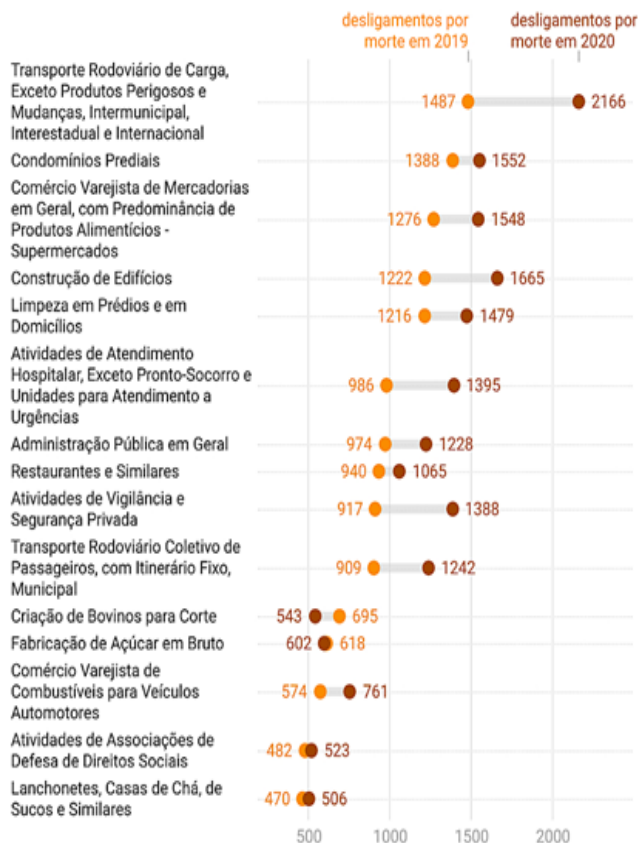 desligamentos por
morte em 2019
desligamentos por
morte em 2020
Transporte Rodoviário de Carga,
Exceto Produtos Perigosos e
Mudanças, Intermunicipal,
Interestadual e Internacional
1487
2166
Condomínios Prediais
1388
1552
Comércio Varejista de Mercadorias
em Geral, com Predominância de
Produtos Alimentícios -
Supermercados
1276
1548
Construção de Edifícios
1222
1665
Limpeza em Prédios e em
Domicílios
1216
1479
Atividades de Atendimento
Hospitalar, Exceto Pronto-Socorro e
Unidades para Atendimento a
Urgências
986
1395
Administração Pública em Geral
974
1228
Restaurantes e Similares
940
1065
Atividades de Vigilância e
Segurança Privada
917
1388
Transporte Rodoviário Coletivo de
Passageiros, com Itinerário Fixo,
Municipal
909
1242
Criação de Bovinos para Corte
543
695
Fabricação de Açúcar em Bruto
602
618
Comércio Varejista de
Combustíveis para Veículos
Automotores
574
761
Atividades de Associações de
Defesa de Direitos Sociais
482
523
Lanchonetes, Casas de Chá, de
Sucos e Similares
470
506
500
1000
1500
2000